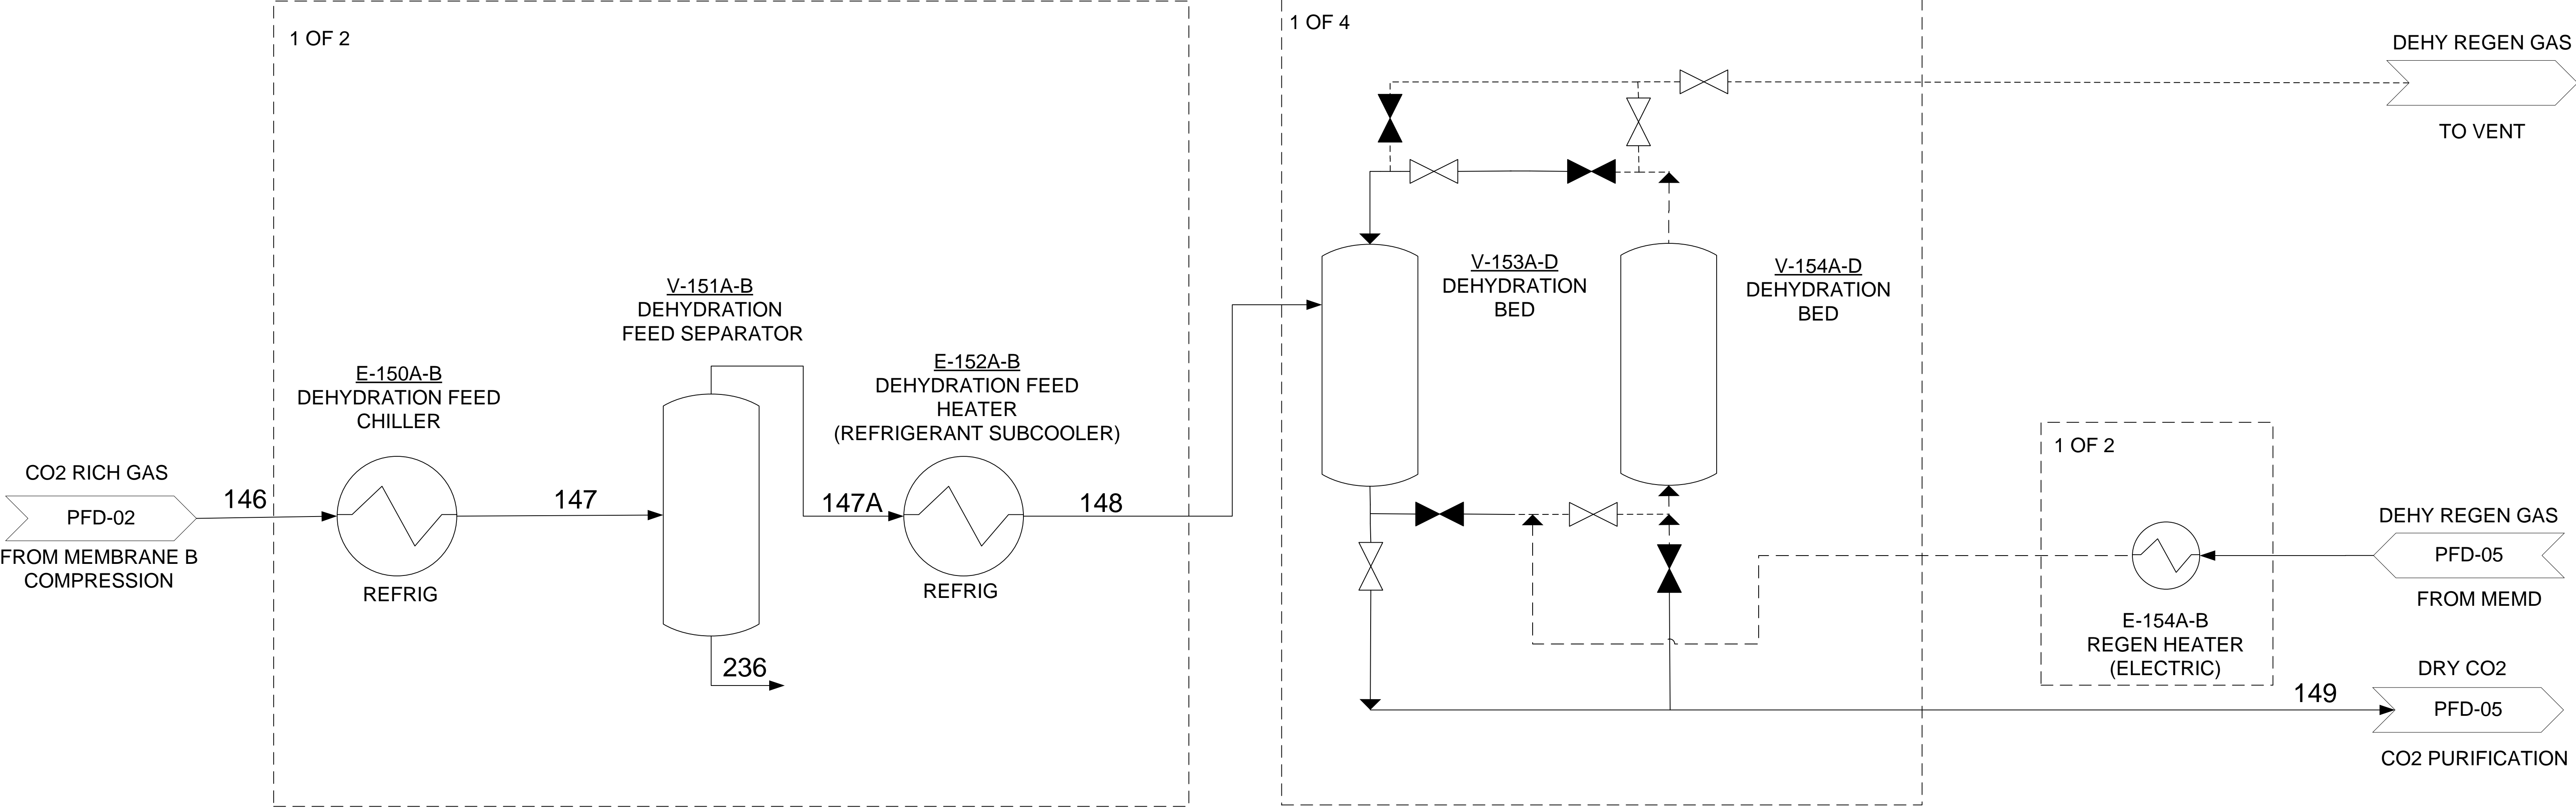 1 OF 2
1 OF 4
DEHY REGEN GAS
TO VENT
V-151A-B
DEHYDRATION
FEED SEPARATOR
V-153A-D
DEHYDRATION
BED
V-154A-D
DEHYDRATION
BED
E-150A-B
DEHYDRATION FEED
CHILLER
E-152A-B
DEHYDRATION FEED
HEATER
(REFRIGERANT SUBCOOLER)
1 OF 2
CO2 RICH GAS
PFD-02
FROM MEMBRANE B
COMPRESSION
146
147
147A
148
REFRIG
REFRIG
236
DEHY REGEN GAS
PFD-05
FROM MEMD
E-154A-B
REGEN HEATER
(ELECTRIC)
DRY CO2
149
PFD-05
CO2 PURIFICATION